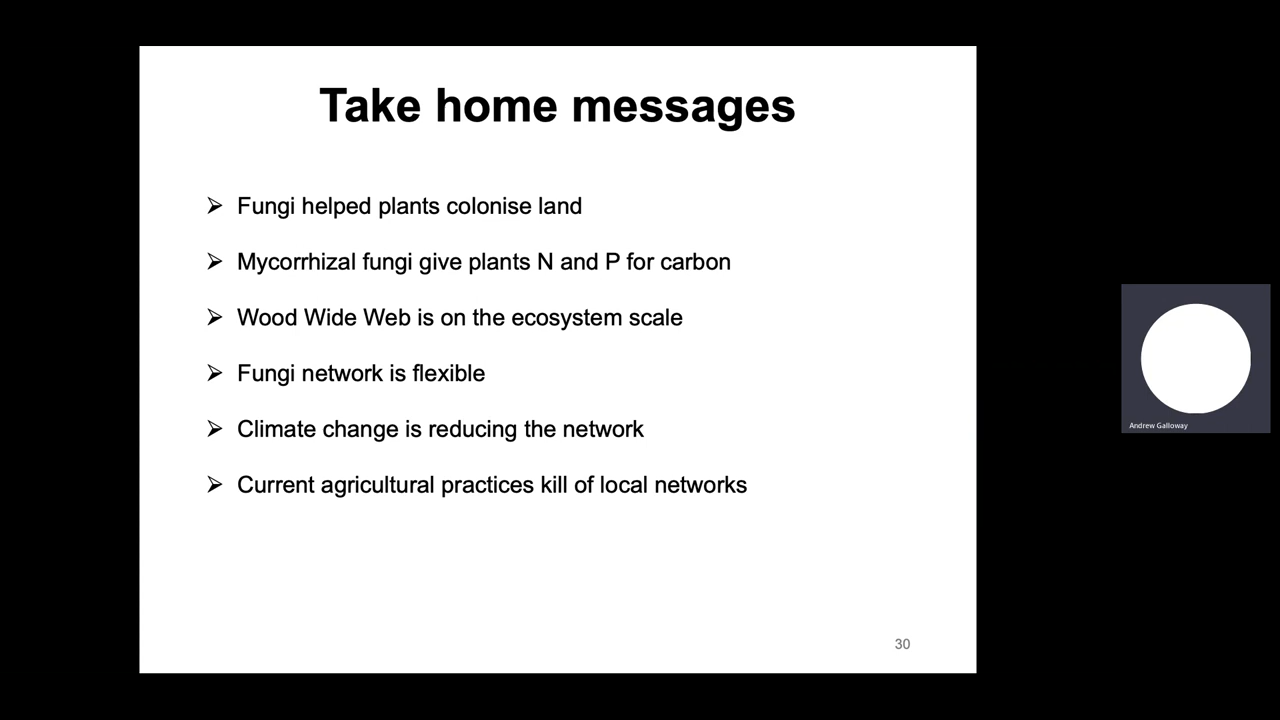 Take home messages
➢ Fungi helped plants colonise land
➢ Mycorrhizal fungi give plants N and P for carbon
➢ Wood Wide Web is on the ecosystem scale
➢ Fungi network is flexible
➢ Climate change is reducing the network
➢ Current agricultural practices kill of local networks
30
Andrew Galloway